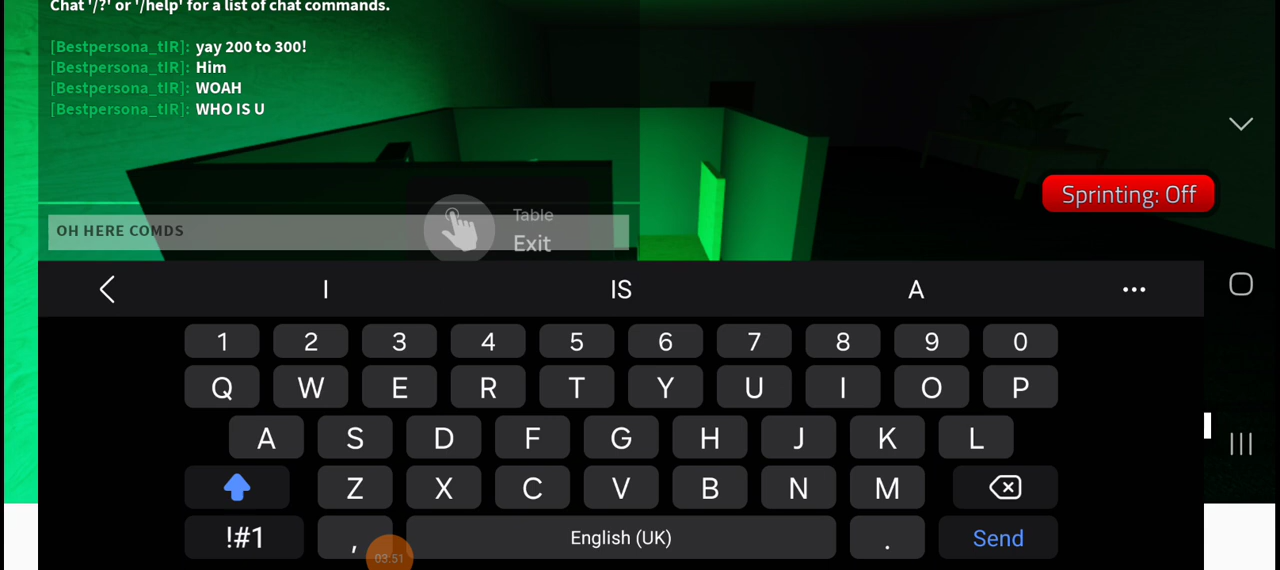 Chat '/?' or '/help' for a list of chat commands.
[Bestpersona_tIR]: yay 200 to 300!
[Bestpersona_tIR]: Him
[Bestpersona_tIR]: WOAH
[Bestpersona_tIR]: WHO IS U
Sprinting: Off
Table
OH HERE COMDS
Exit
I IS A ...
1 2 3 4 5 6 7 8 9 0
Q W E R T Y U I O P
A S D F G H J K L
Z X C V B N M
!#1 , English (UK) . Send
03:51